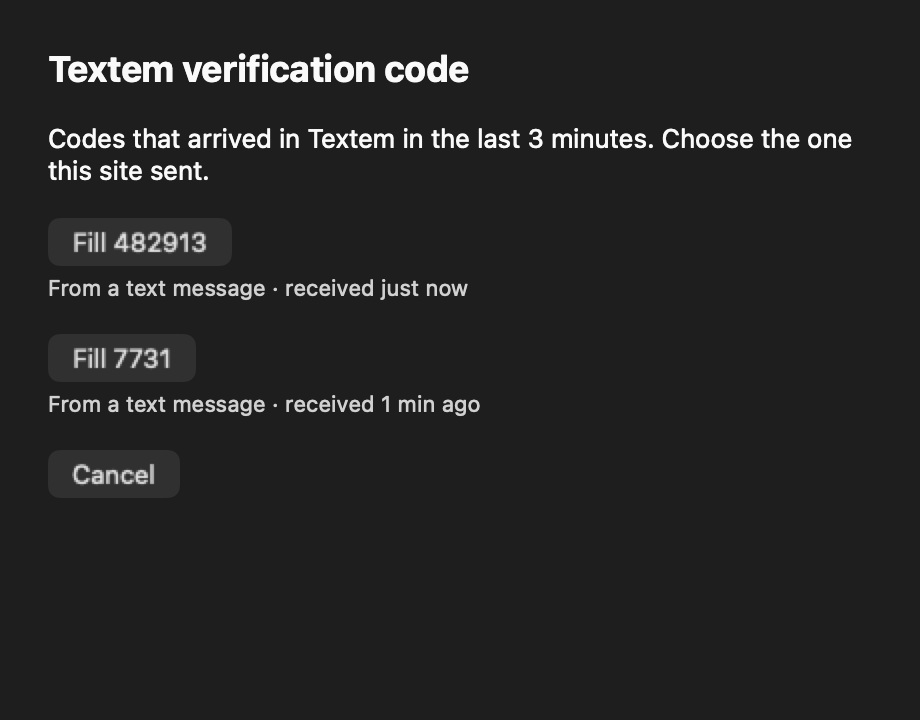 Textem verification code
Codes that arrived in Textem in the last 3 minutes. Choose the one
this site sent.
Fill 482913
From a text message · received just now
Fill 7731
From a text message · received 1 min ago
Cancel